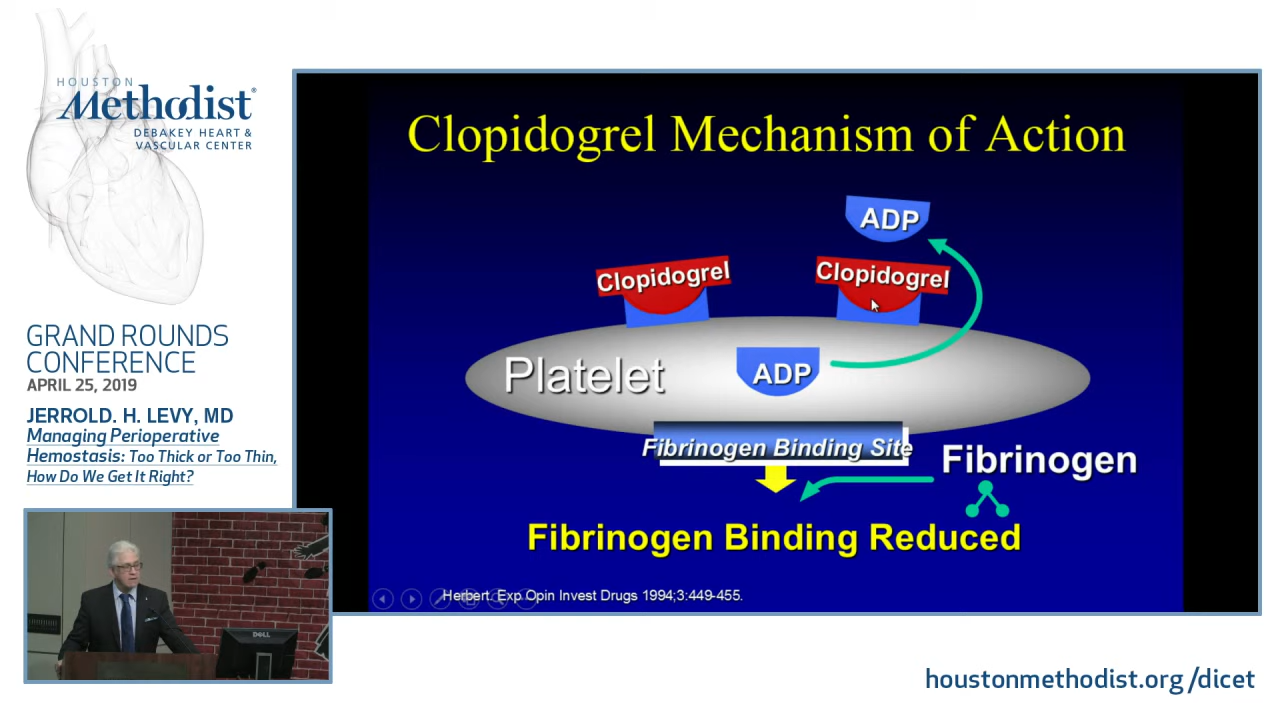 HOUSTON
Methodist®
DEBAKEY HEART &
VASCULAR CENTER
GRAND ROUNDS
CONFERENCE
APRIL 25, 2019
JERROLD. H. LEVY, MD
Managing Perioperative
Hemostasis: Too Thick or Too Thin,
How Do We Get It Right?
Clopidogrel Mechanism of Action
ADP
Clopidogrel
Clopidogrel
Platelet
ADP
Fibrinogen Binding Site
Fibrinogen
Fibrinogen Binding Reduced
Herbert. Exp Opin Invest Drugs 1994;3:449-455.
DELL
houstonmethodist.org/dicet